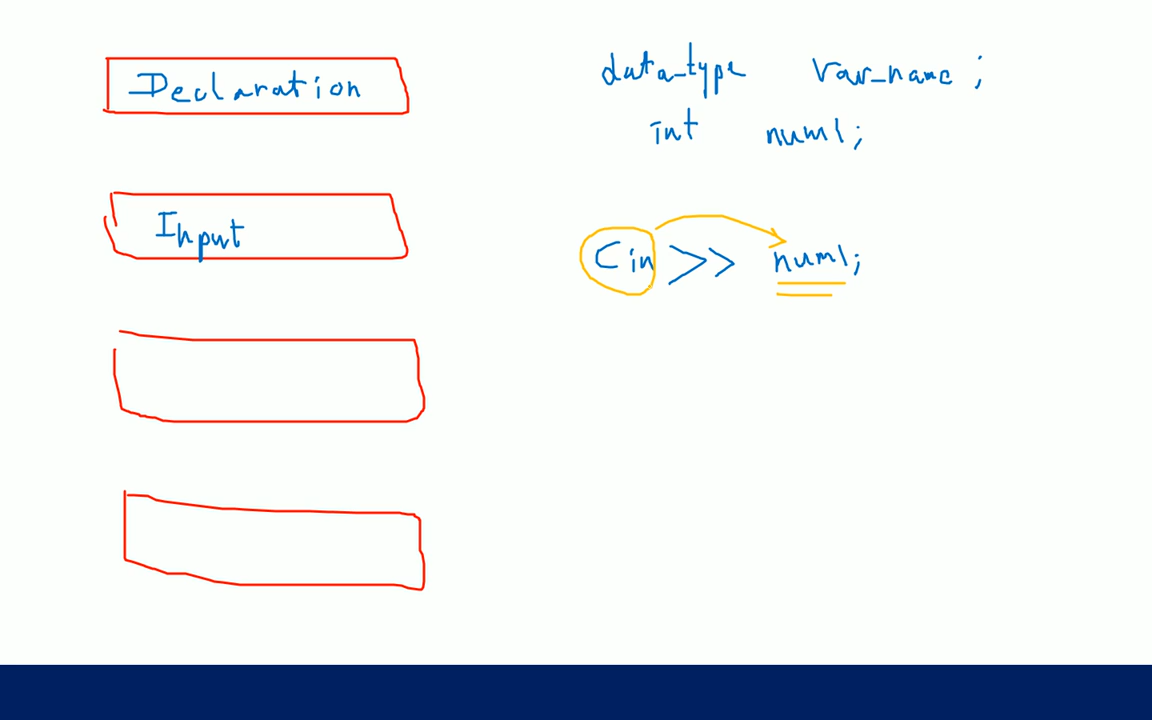 Declaration
data_type var_name ;
int num1;
Input
Cin >> num1;